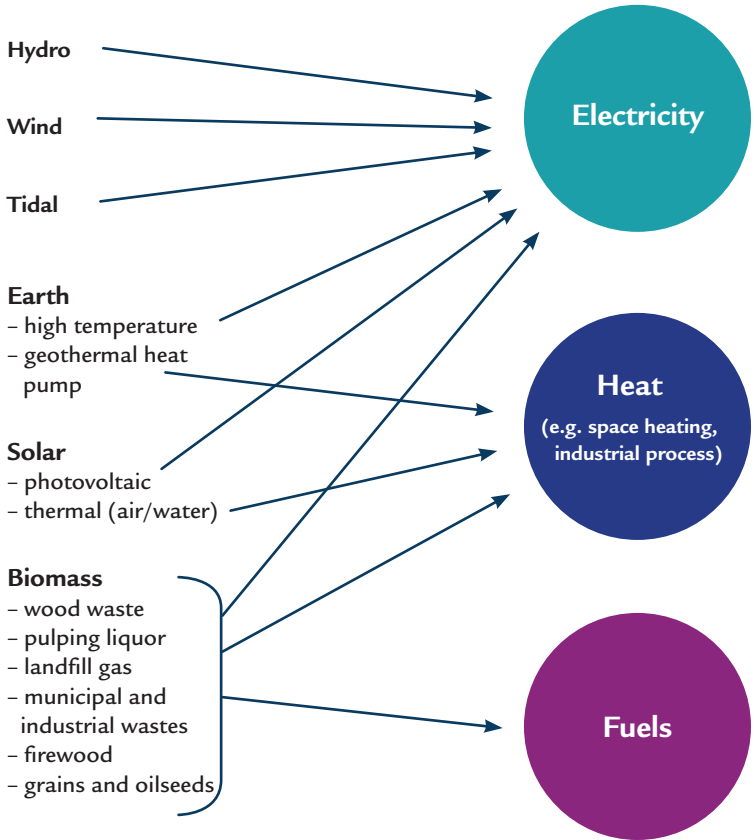 Hydro
Wind
Tidal
Earth
– high temperature
– geothermal heat
pump
Solar
– photovoltaic
– thermal (air/water)
Biomass
– wood waste
– pulping liquor
– landfill gas
– municipal and
industrial wastes
– firewood
– grains and oilseeds
Electricity
Heat
(e.g. space heating,
industrial process)
Fuels